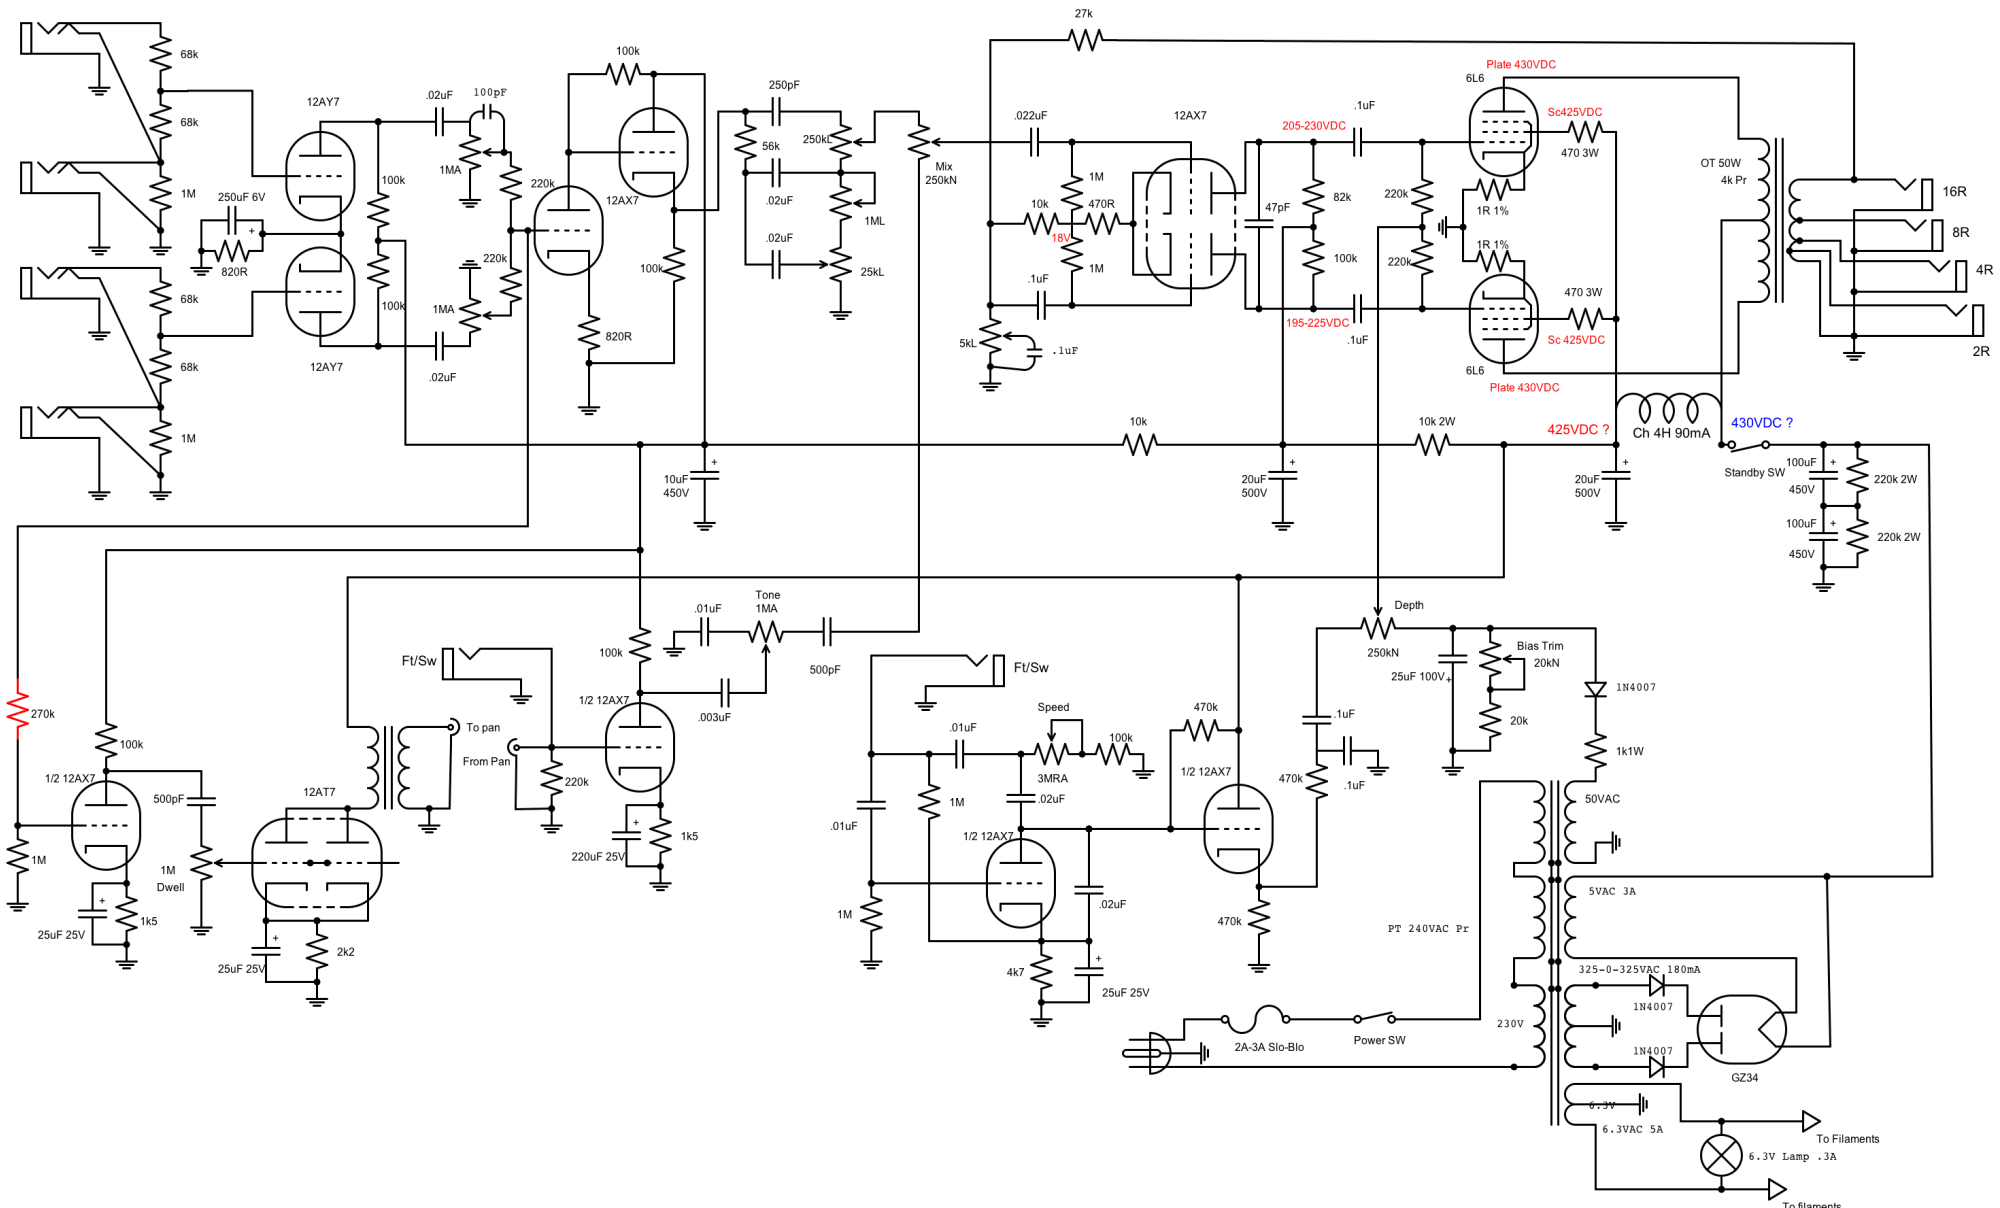 27k
68k
100k
Plate 430VDC
6L6
250pF
.02uF
100pF
12AY7
Sc425VDC
.1uF
.022uF
12AX7
205-230VDC
68k
250kL
56k
470 3W
OT 50W
4k Pr
Mix
250kN
1MA
100k
220k
1M
1M
10k
470R
47pF
82k
220k
1R 1%
16R
250uF 6V
+
12AX7
.02uF
1ML
18V
8R
1R 1%
820R
.02uF
220k
100k
25kL
1M
100k
220k
4R
68k
100k
1MA
.1uF
470 3W
195-225VDC
.1uF
Sc 425VDC
820R
5kL
.1uF
2R
68k
12AY7
.02uF
6L6
Plate 430VDC
1M
10k
10k 2W
425VDC ?
Ch 4H 90mA
430VDC ?
Standby SW
10uF
450V
+
20uF
500V
+
20uF
500V
+
100uF
450V
+
220k 2W
100uF
450V
+
220k 2W
Tone
1MA
.01uF
Depth
250kN
Ft/Sw
100k
500pF
Ft/Sw
25uF 100V
+
Bias Trim
20kN
1N4007
270k
1/2 12AX7
.003uF
Speed
470k
.1uF
20k
100k
To pan
From Pan
.01uF
100k
1k1W
1/2 12AX7
12AT7
220k
3MRA
1/2 12AX7
470k
.1uF
500pF
1M
.02uF
50VAC
.01uF
1/2 12AX7
+
1k5
220uF 25V
1M
1M
Dwell
5VAC 3A
+
1k5
25uF 25V
1M
.02uF
470k
PT 240VAC Pr
+
2k2
25uF 25V
4k7
+
25uF 25V
325-0-325VAC 180mA
1N4007
230V
2A-3A Slo-Blo
Power SW
1N4007
GZ34
6.3V
6.3VAC 5A
To Filaments
6.3V Lamp .3A
To filaments